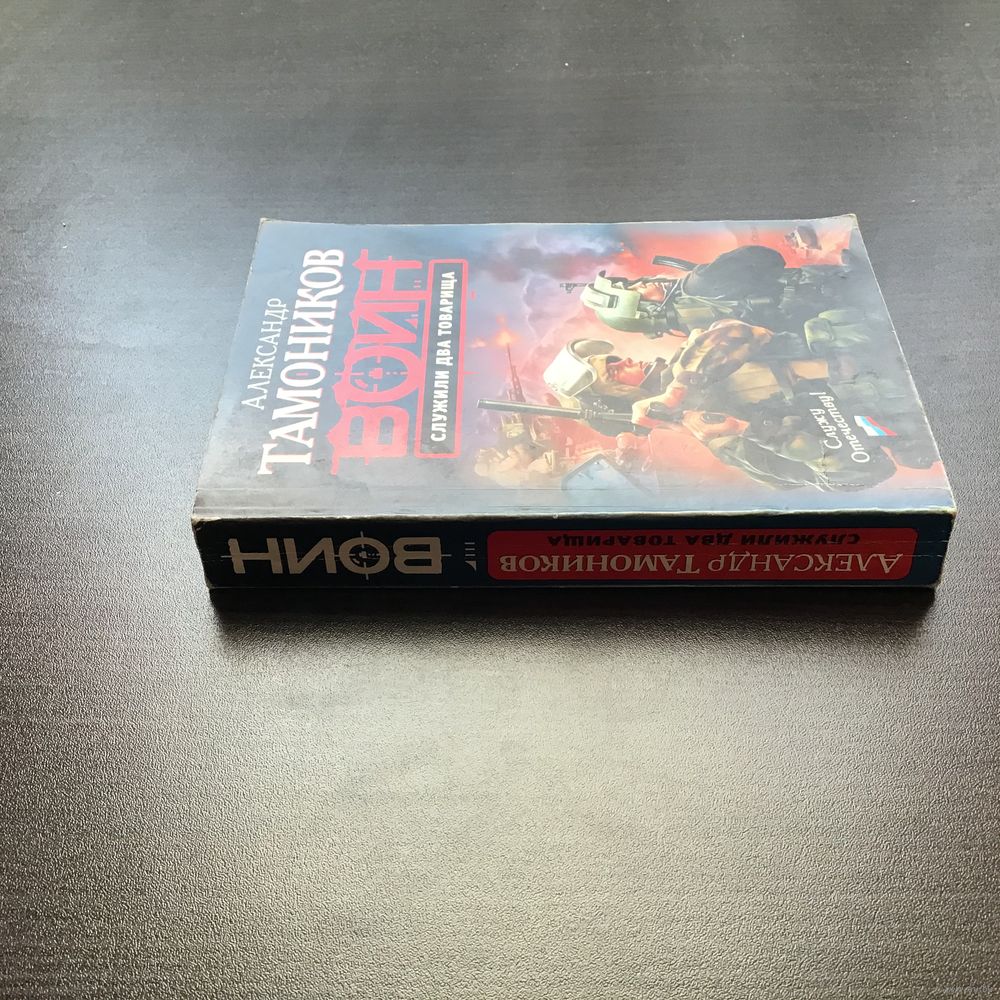 АЛЕКСАНДР
ТАМОНИКОВ
ВОИН
СЛУЖИЛИ ДВА ТОВАРИЩА
Служу
Отечеству!
АЛЕКСАНДР ТАМОНИКОВ
СЛУЖИЛИ ДВА ТОВАРИЩА
ВОИН